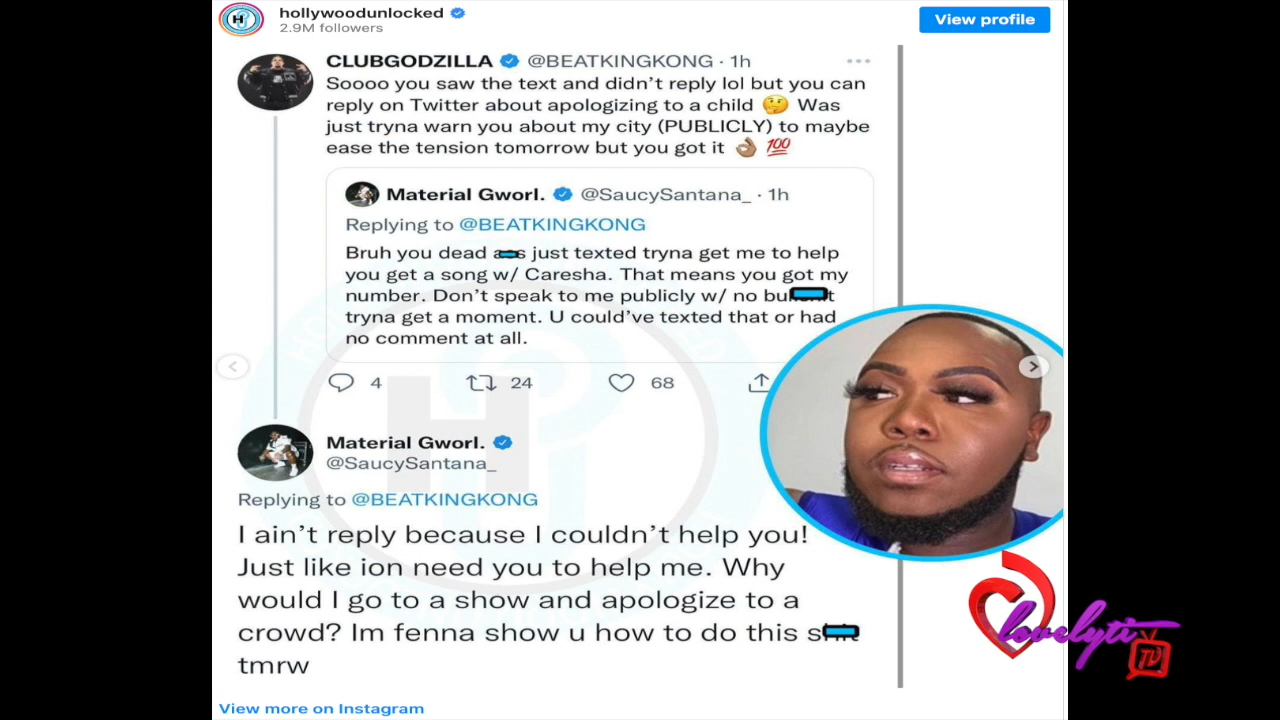 hollywoodunlocked
2.9M followers
View profile
CLUBGODZILLA @BEATKINGKONG · 1h
Soooo you saw the text and didn't reply lol but you can
reply on Twitter about apologizing to a child 🤔 Was
just tryna warn you about my city (PUBLICLY) to maybe
ease the tension tomorrow but you got it 👌🏽 💯
Material Gworl. @SaucySantana_ · 1h
Replying to @BEATKINGKONG
Bruh you dead just texted tryna get me to help
you get a song w/ Caresha. That means you got my
number. Don't speak to me publicly w/ no
tryna get a moment. U could've texted that or had
no comment at all.
4 24 68
Material Gworl.
@SaucySantana_
Replying to @BEATKINGKONG
I ain't reply because I couldn't help you!
Just like ion need you to help me. Why
would I go to a show and apologize to a
crowd? Im fenna show u how to do this
tmrw
lovelyti
TV
View more on Instagram